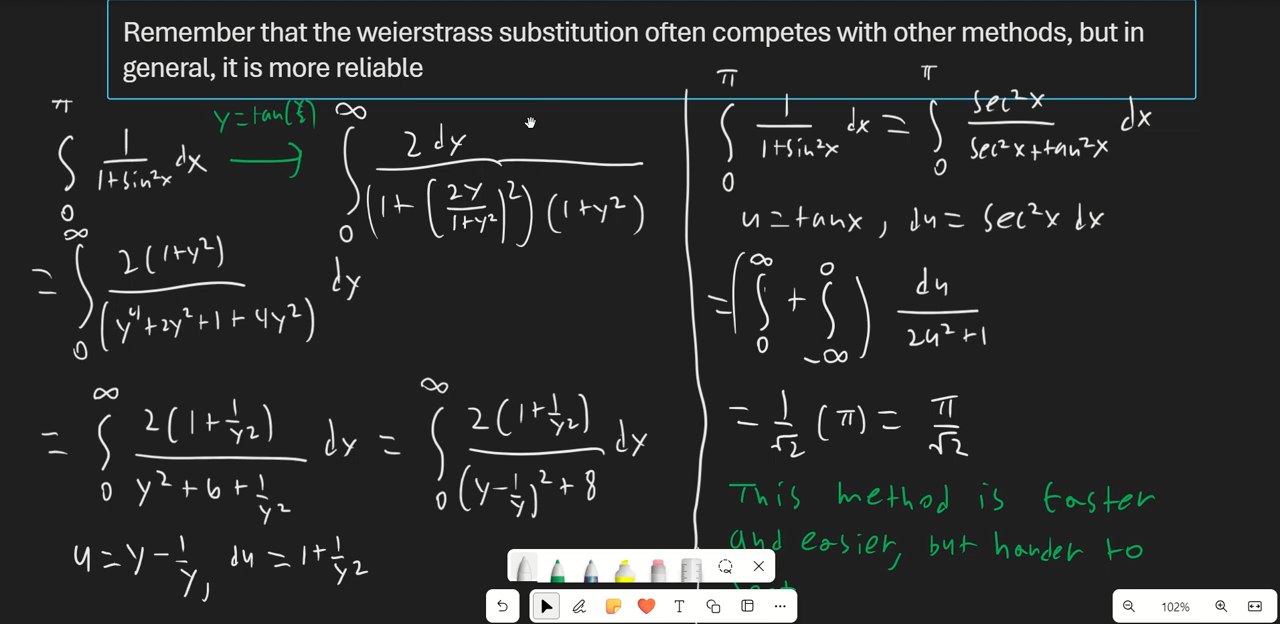 Remember that the weierstrass substitution often competes with other methods, but in
general, it is more reliable
∫₀^π 1/(1+sin²x) dx → y=tan(x/2) ∫₀^∞ 2dy/((1+(2y/(1+y²))²)(1+y²))
= ∫₀^∞ 2(1+y²)/(y⁴+2y²+1+4y²) dy
= ∫₀^∞ 2(1+1/y²)/(y²+6+1/y²) dy = ∫₀^∞ 2(1+1/y²)/((y-1/y)²+8) dy
u=y-1/y, du=1+1/y²
∫₀^π 1/(1+sin²x) dx = ∫₀^π sec²x/(sec²x+tan²x) dx
u=tanx, du=sec²x dx
=(∫₀^∞ + ∫_-∞^0) du/(2u²+1)
= 1/√2 (π) = π/√2
This method is faster
and easier, but harder to
102%